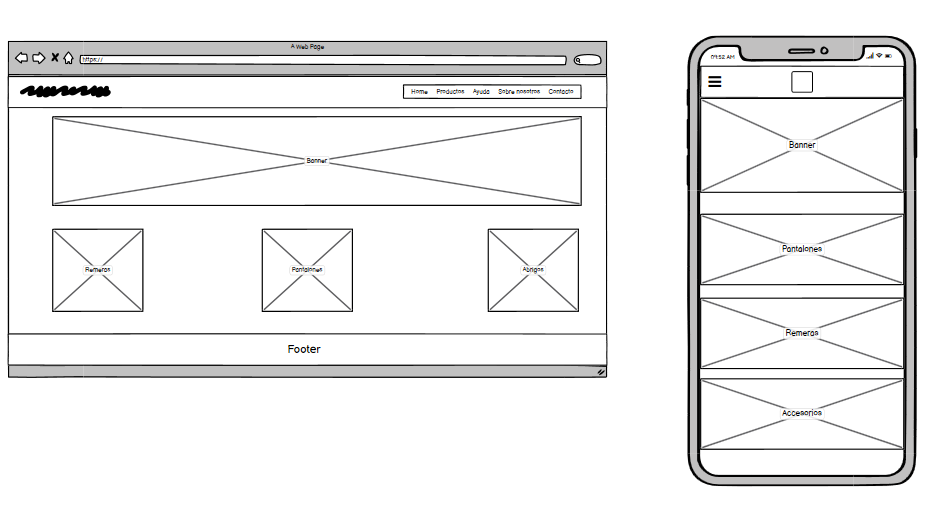 A Web Page
https://
Home Productos Ayuda Sobre nosotros Contacto
Banner
Remeras Pantalones Abrigos
Footer
09:52 AM
Banner
Pantalones
Remeras
Accesorios